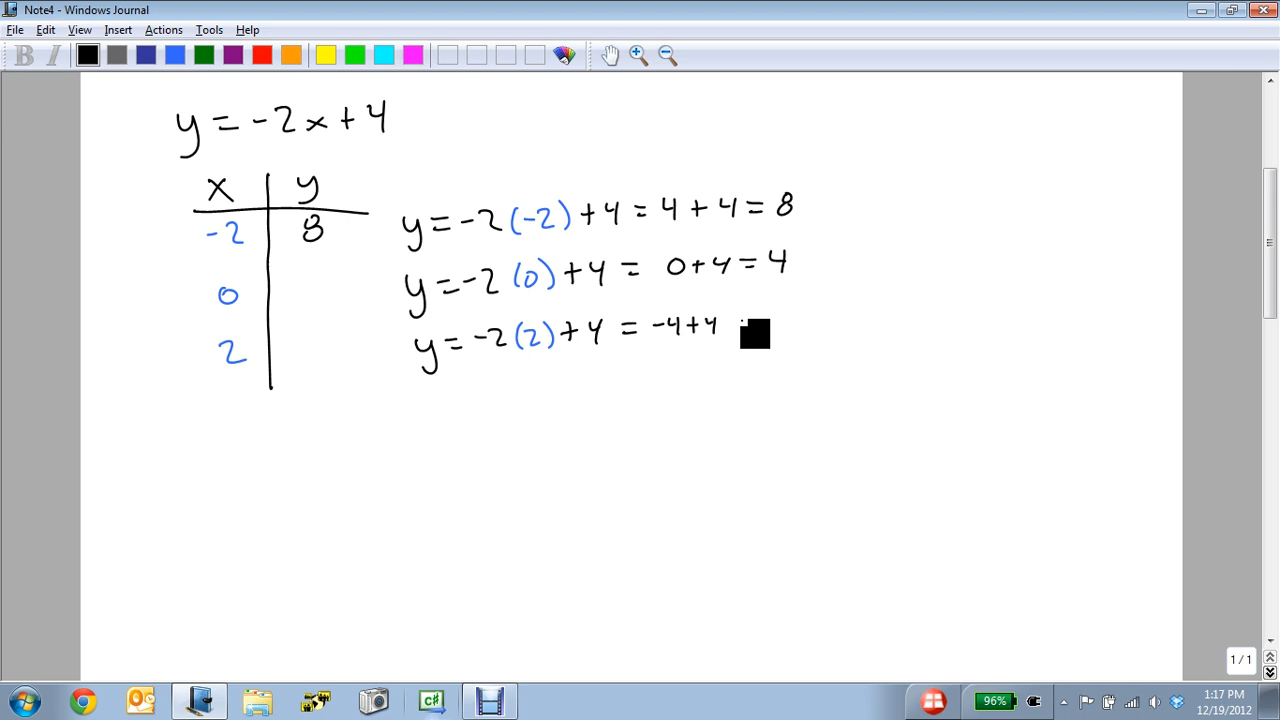 Note4 - Windows Journal
File Edit View Insert Actions Tools Help
B I
y = -2x + 4
x y
-2 8
y = -2 (-2) + 4 = 4 + 4 = 8
0
y = -2 (0) + 4 = 0 + 4 = 4
2
y = -2 (2) + 4 = -4 + 4
1 / 1
c#
96%
1:17 PM
12/19/2012